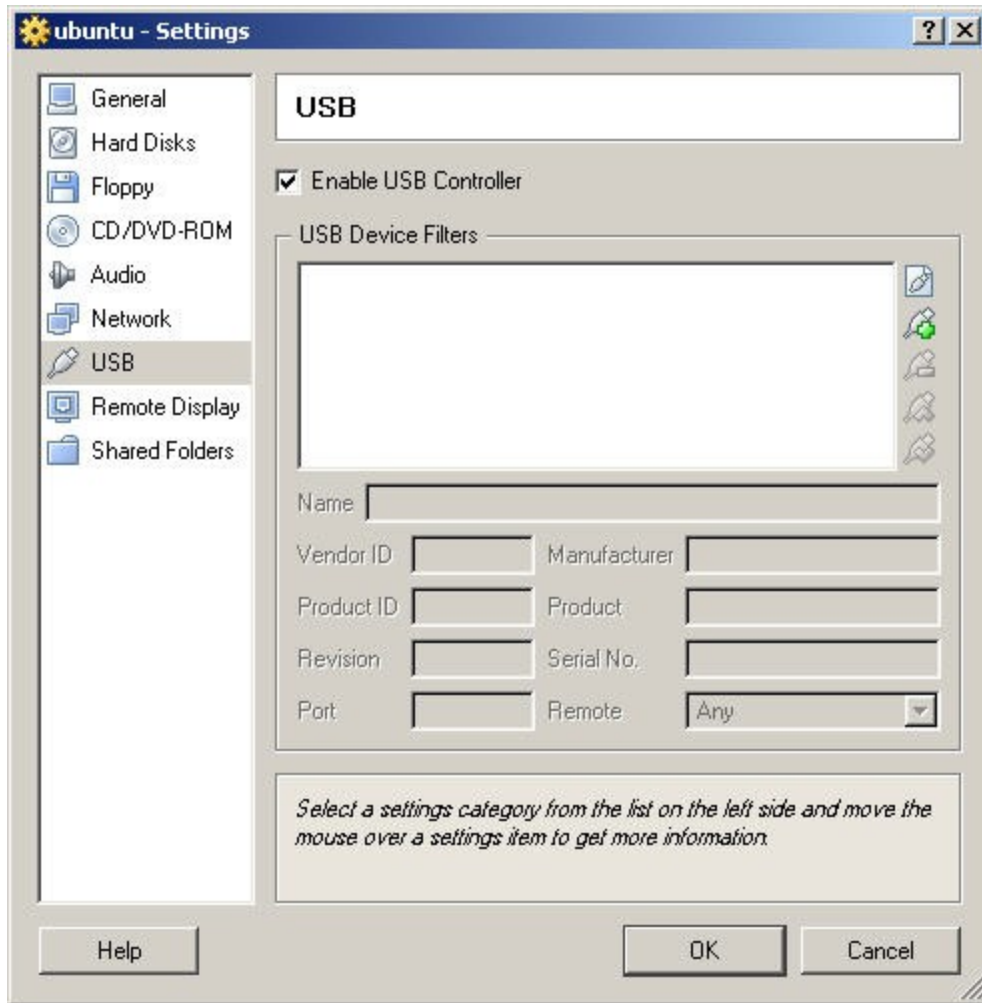 ubuntu - Settings
General
Hard Disks
Floppy
CD/DVD-ROM
Audio
Network
USB
Remote Display
Shared Folders
USB
Enable USB Controller
USB Device Filters
Name
Vendor ID
Manufacturer
Product ID
Product
Revision
Serial No.
Port
Remote
Any
Select a settings category from the list on the left side and move the
mouse over a settings item to get more information.
Help
OK
Cancel